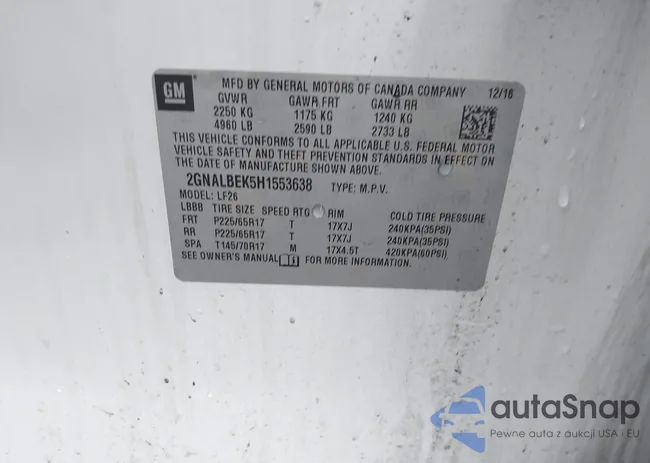 GM
MFD BY GENERAL MOTORS OF CANADA COMPANY 12/16
GVWR GAWR FRT GAWR RR
2250 KG 1175 KG 1240 KG
4960 LB 2590 LB 2733 LB
THIS VEHICLE CONFORMS TO ALL APPLICABLE U.S. FEDERAL MOTOR
VEHICLE SAFETY AND THEFT PREVENTION STANDARDS IN EFFECT ON THE
DATE OF MANUFACTURE SHOWN ABOVE.
2GNALBEK5H1553638 TYPE: M.P.V.
MODEL: LF26
LBBB TIRE SIZE SPEED RTG RIM COLD TIRE PRESSURE
FRT P225/65R17 T 17X7J 240KPA(35PSI)
RR P225/65R17 T 17X7J 240KPA(35PSI)
SPA T145/70R17 M 17X4.5T 420KPA(60PSI)
SEE OWNER'S MANUAL FOR MORE INFORMATION.
autoSnap
Pewne auta z aukcji USA i EU